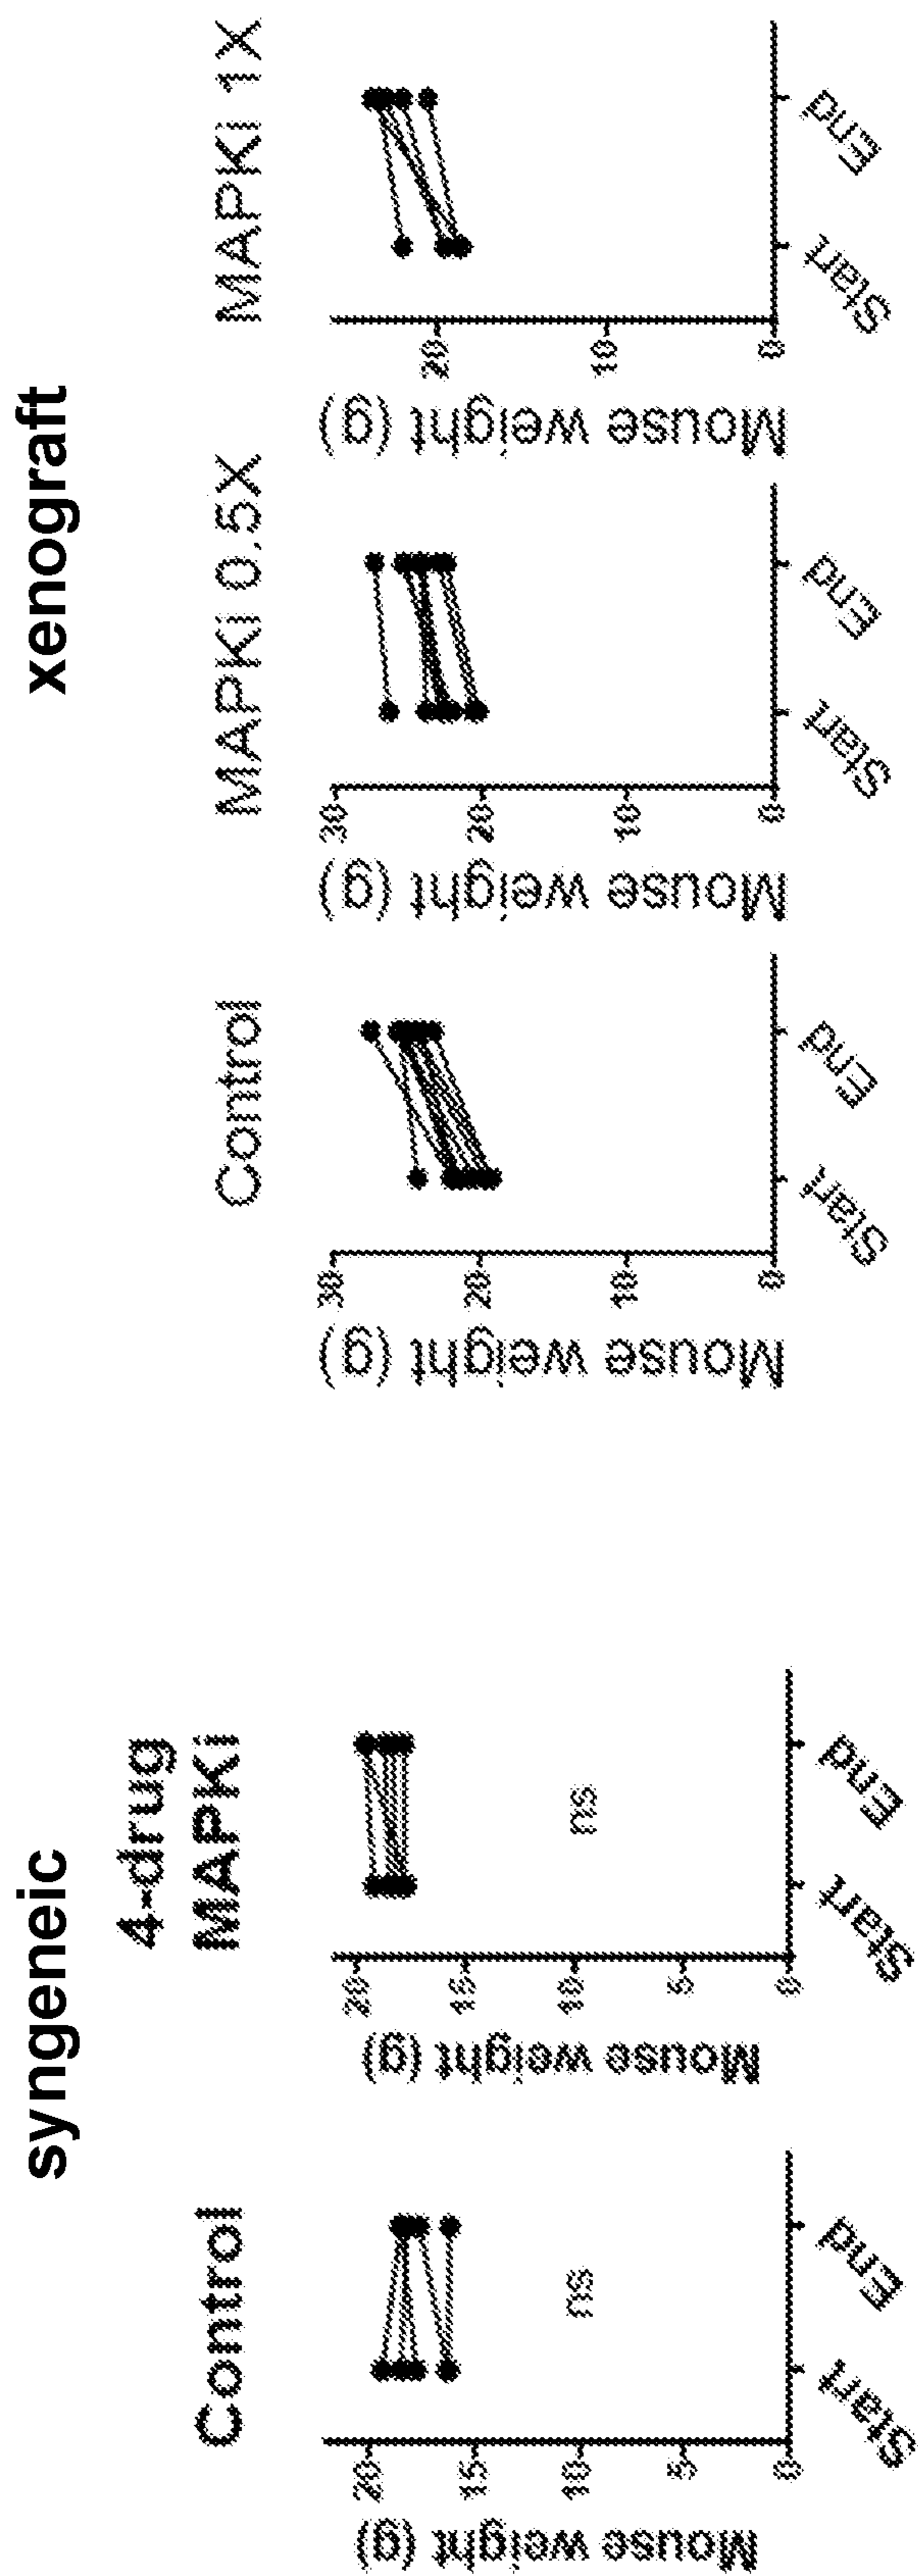 syngeneic
Control
Mouse weight (g)
20
15
10
5
0
ns
Start
End
4-drug
MAPKi
Mouse weight (g)
20
15
10
5
0
ns
Start
End
xenograft
Control
Mouse weight (g)
30
20
10
0
Start
End
MAPKi 0.5X
Mouse weight (g)
30
20
10
0
Start
End
MAPKi 1X
Mouse weight (g)
20
10
0
Start
End